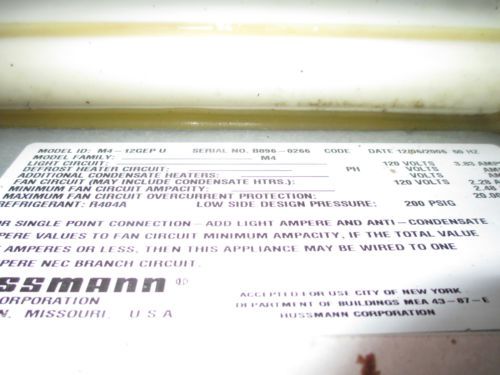 MODEL ID: M4-12GEP U SERIAL NO. B096-0266 CODE DATE 12/06/2006 60 HZ
MODEL FAMILY: M4
LIGHT CIRCUIT: 120 VOLTS
DEFROST HEATER CIRCUIT: PH VOLTS
ADDITIONAL CONDENSATE HEATERS: VOLTS
FAN CIRCUIT (MAY INCLUDE CONDENSATE HTRS.): 120 VOLTS
MINIMUM FAN CIRCUIT AMPACITY:
MAXIMUM FAN CIRCUIT OVERCURRENT PROTECTION:
REFRIGERANT: R404A LOW SIDE DESIGN PRESSURE: 200 PSIG
OR SINGLE POINT CONNECTION-ADD LIGHT AMPERE AND ANTI-CONDENSATE
PERE VALUES TO FAN CIRCUIT MINIMUM AMPACITY. IF THE TOTAL VALUE
AMPERES OR LESS, THEN THIS APPLIANCE MAY BE WIRED TO ONE
PERE NEC BRANCH CIRCUIT.
SSMANN ®
ORPORATION
N, MISSOURI, U S A
ACCEPTED FOR USE CITY OF NEW YORK
DEPARTMENT OF BUILDINGS MEA 43-87-E
HUSSMANN CORPORATION